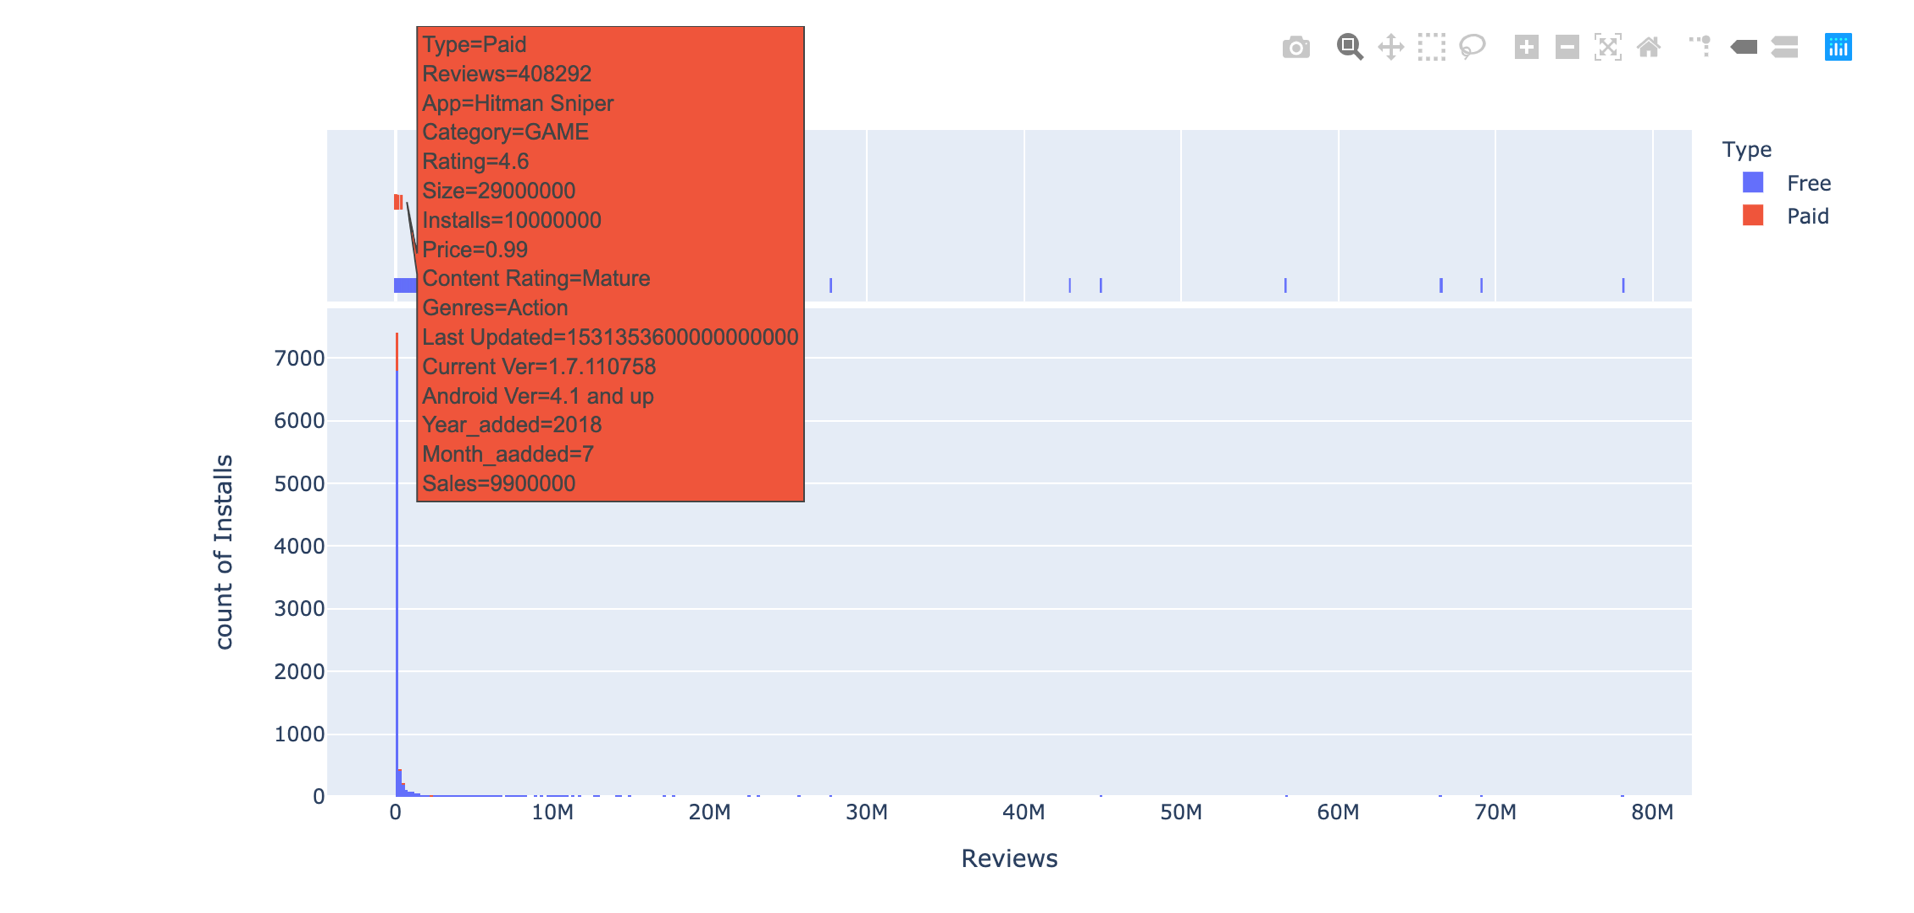 Type=Paid
Reviews=408292
App=Hitman Sniper
Category=GAME
Rating=4.6
Size=29000000
Installs=10000000
Price=0.99
Content Rating=Mature
Genres=Action
Last Updated=1531353600000000000
Current Ver=1.7.110758
Android Ver=4.1 and up
Year_added=2018
Month_aadded=7
Sales=9900000
Type
Free
Paid
7000
6000
5000
4000
3000
2000
1000
0
count of Installs
0 10M 20M 30M 40M 50M 60M 70M 80M
Reviews